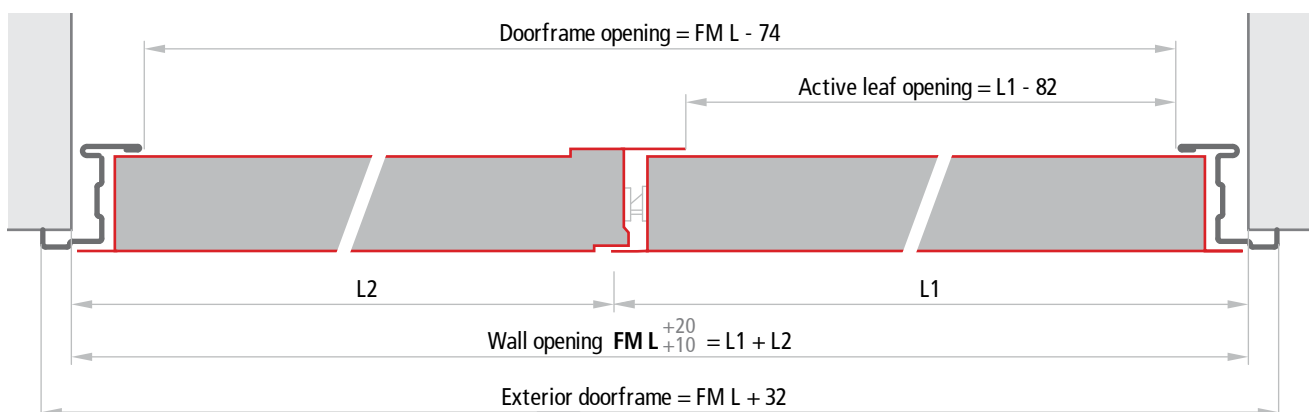 Doorframe opening = FM L - 74
Active leaf opening = L1 - 82
L2
L1
Wall opening FM L +20 +10 = L1 + L2
Exterior doorframe = FM L + 32